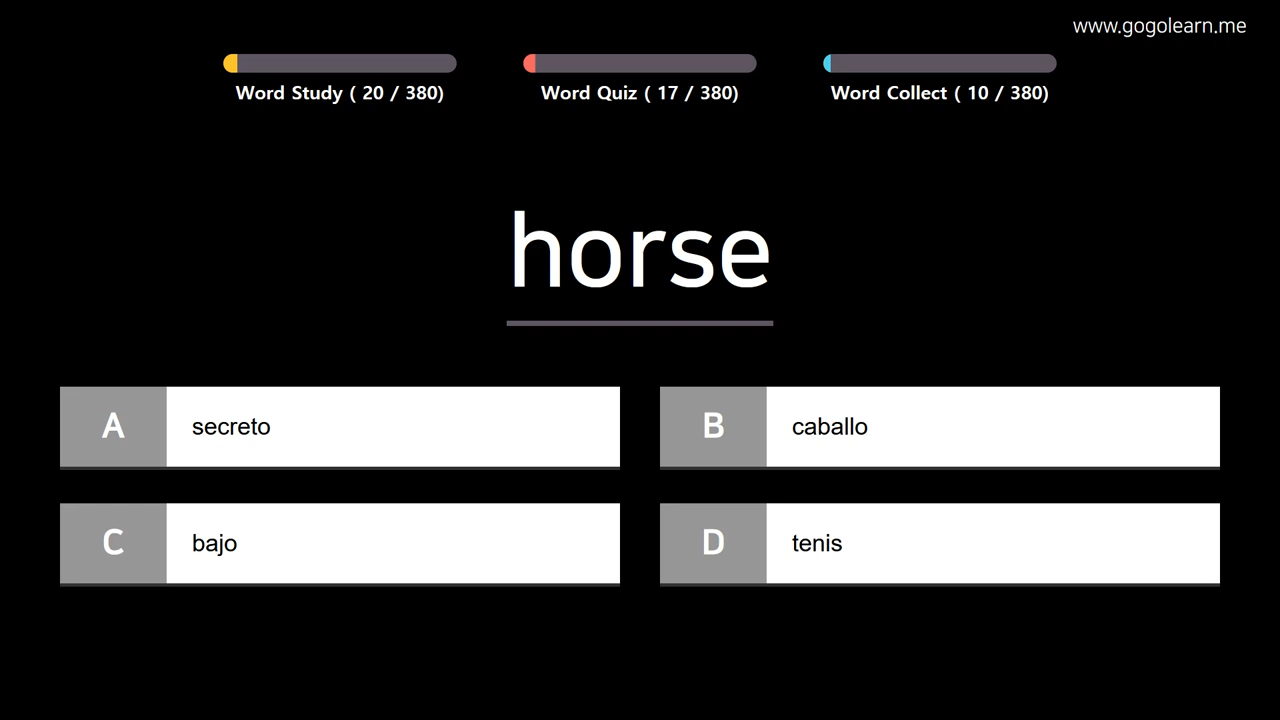 www.gogolearn.me
Word Study ( 20 / 380) Word Quiz ( 17 / 380) Word Collect ( 10 / 380)
horse
A secreto
B caballo
C bajo
D tenis